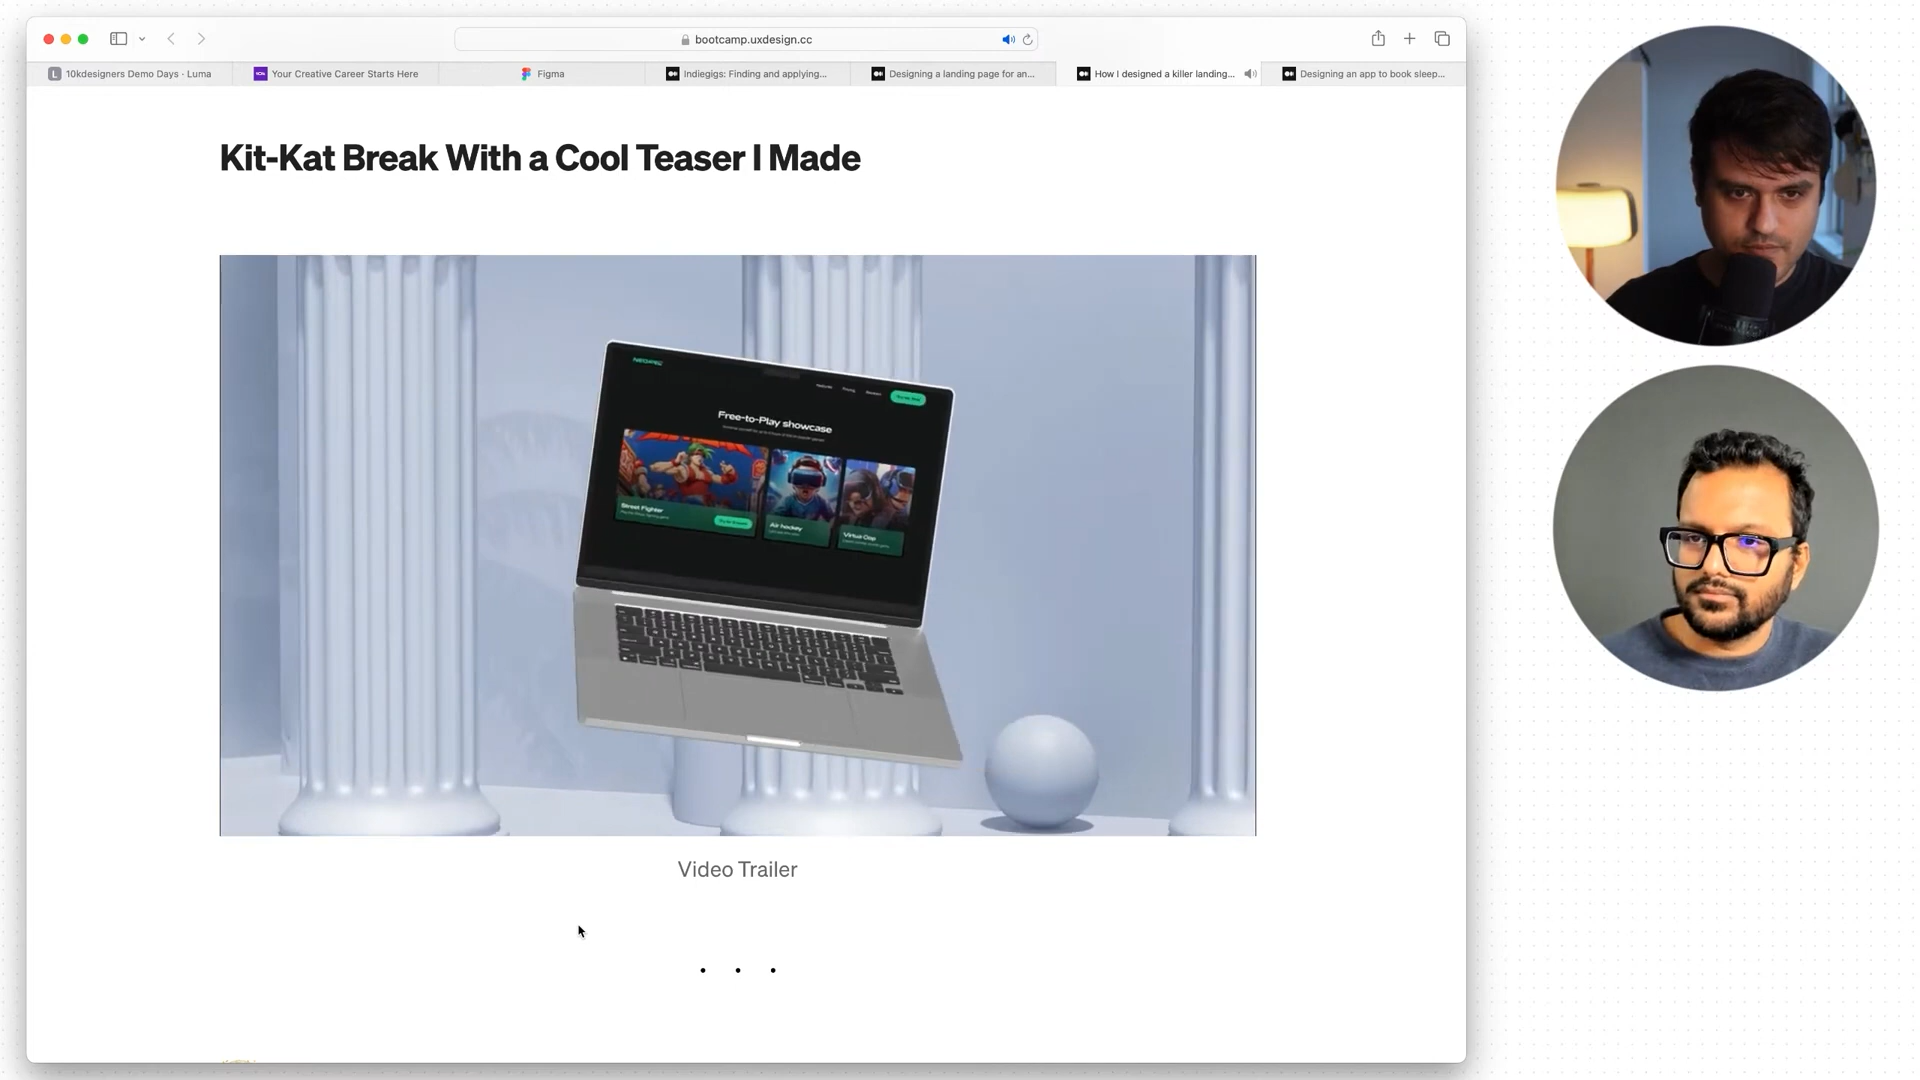 bootcamp.uxdesign.cc
L 10kdesigners Demo Days · Luma
Your Creative Career Starts Here
Figma
Indiegigs: Finding and applying...
Designing a landing page for an...
How I designed a killer landing...
Designing an app to book sleep...
Kit-Kat Break With a Cool Teaser I Made
Free-to-Play showcase
Street Fighter
Air hockey
Virtua Cop
Video Trailer